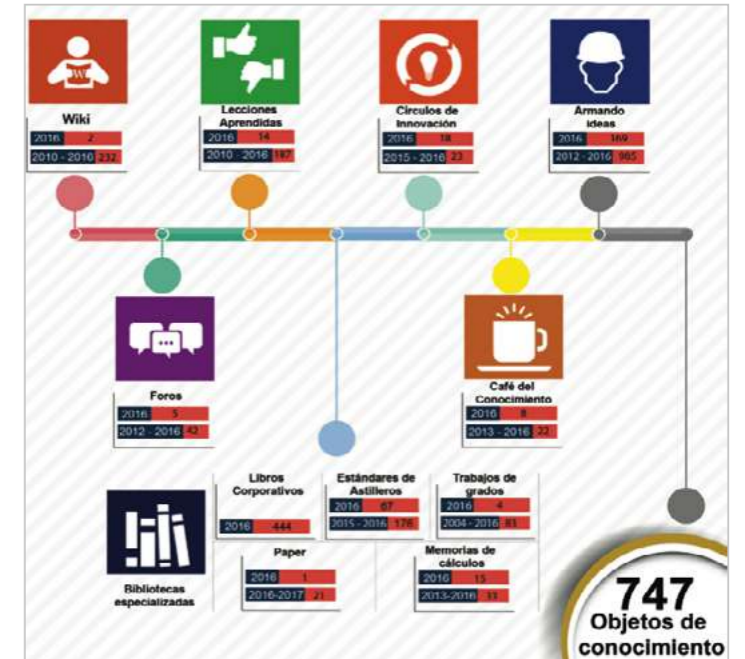 Wiki
2016 2
2010 - 2016 232
Lecciones
Aprendidas
2016 14
2010 - 2016 187
Círculos de
Innovación
2016 18
2015 - 2016 23
Armando
ideas
2016 169
2012 - 2016 905
Foros
2016 5
2012 - 2016 42
Café del
Conocimiento
2016 8
2013 - 2016 22
Bibliotecas
especializadas
Libros
Corporativos
2016 444
Estándares de
Astilleros
2016 67
2015 - 2016 176
Trabajos de
grados
2016 4
2004 - 2016 83
Paper
2016 1
2016-2017 21
Memorias de
cálculos
2016 15
2013-2016 33
747
Objetos de
conocimiento